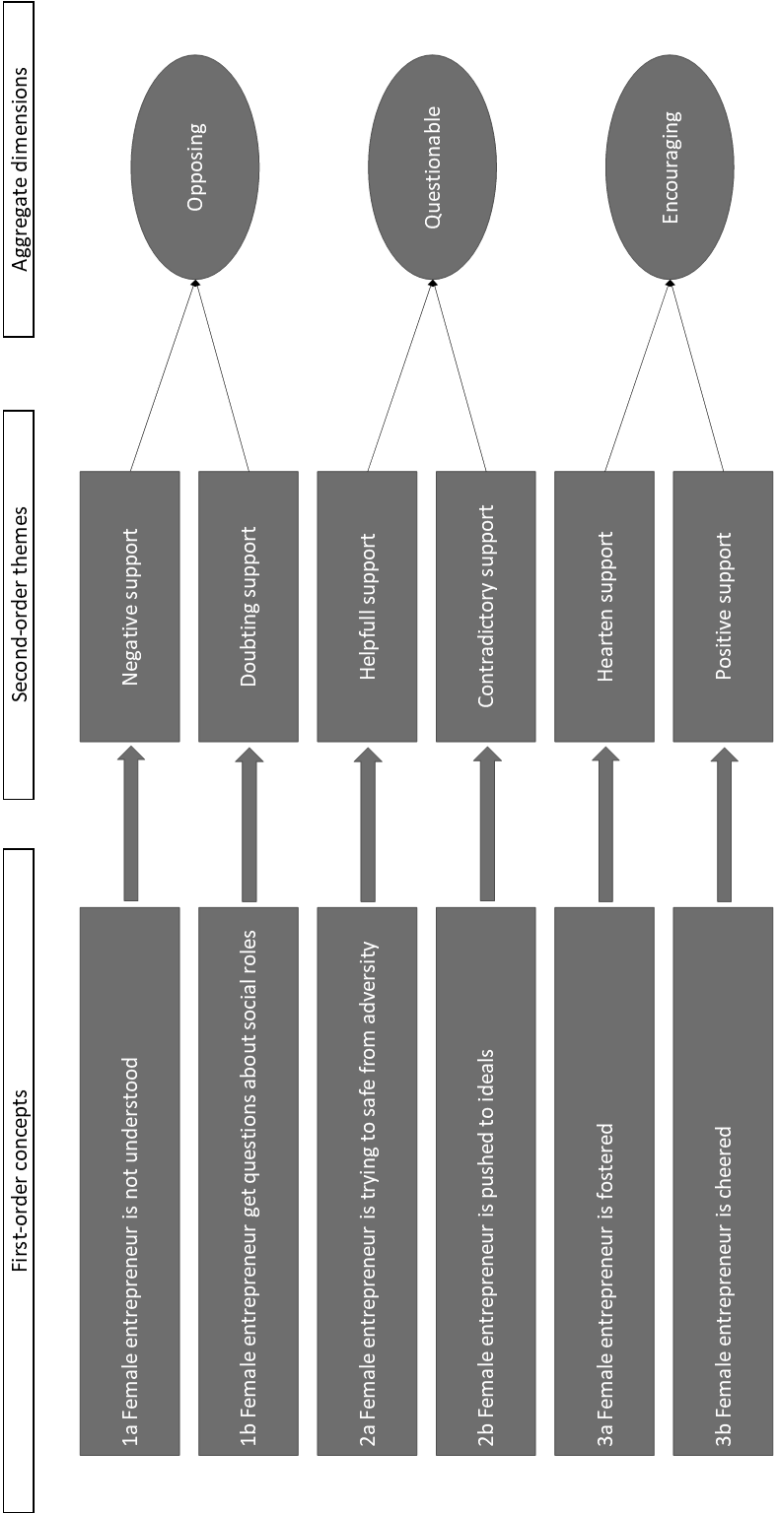 First-order concepts
Second-order themes
Aggregate dimensions
1a Female entrepreneur is not understood
Negative support
1b Female entrepreneur get questions about social roles
Doubting support
Opposing
2a Female entrepreneur is trying to safe from adversity
Helpfull support
2b Female entrepreneur is pushed to ideals
Contradictory support
Questionable
3a Female entrepreneur is fostered
Hearten support
3b Female entrepreneur is cheered
Positive support
Encouraging